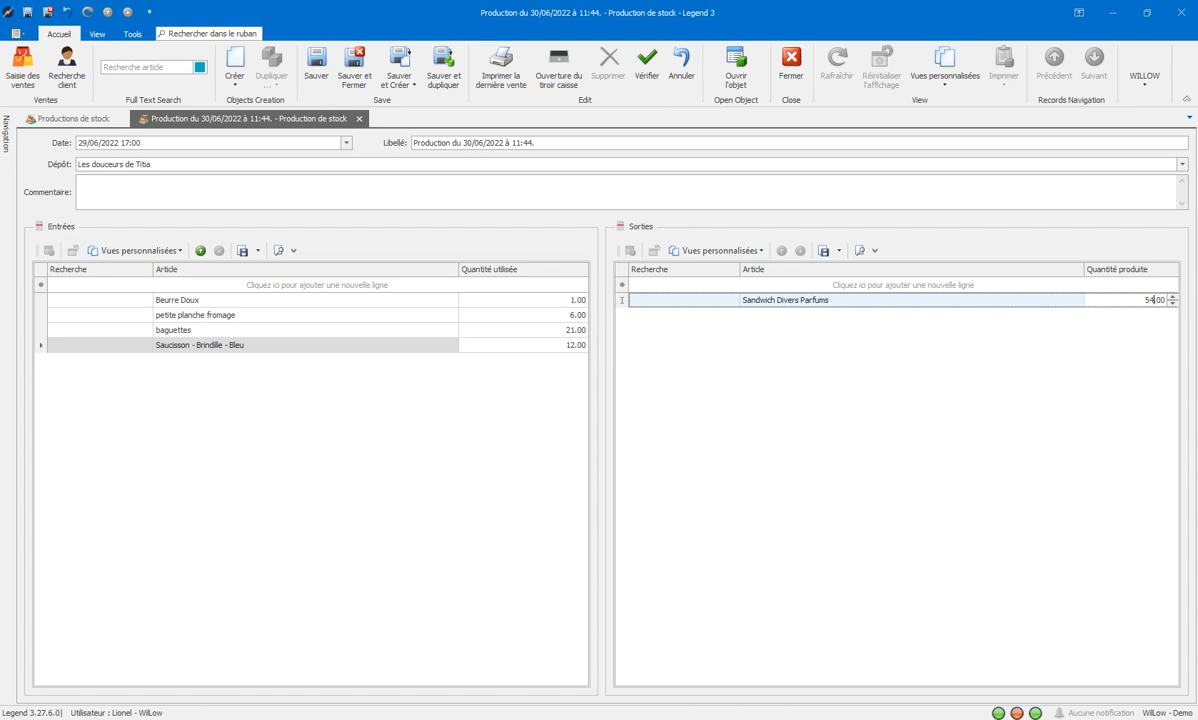 Production du 30/06/2022 à 11:44. - Production de stock - Legend 3
Accueil View Tools Rechercher dans le ruban
Saisie des ventes
Recherche client
Ventes
Recherche article
Full Text Search
Créer
Dupliquer ...
Objects Creation
Sauver
Sauver et Fermer
Sauver et Créer
Sauver et dupliquer
Save
Imprimer la dernière vente
Ouverture du tiroir caisse
Supprimer
Vérifier
Annuler
Edit
Ouvrir l'objet
Open Object
Fermer
Close
Rafraîchir
Réinitialiser l'affichage
Vues personnalisées
Imprimer
View
Précédent
Suivant
Records Navigation
WILLOW
Navigation
Productions de stock
Production du 30/06/2022 à 11:44. - Production de stock
Date: 29/06/2022 17:00
Libellé: Production du 30/06/2022 à 11:44.
Dépôt: Les douceurs de Titia
Commentaire:
Entrées
Vues personnalisées
Recherche Article Quantité utilisée
Cliquez ici pour ajouter une nouvelle ligne
Beurre Doux 1.00
petite planche fromage 6.00
baguettes 21.00
Saucisson - Brindille - Bleu 12.00
Sorties
Vues personnalisées
Recherche Article Quantité produite
Cliquez ici pour ajouter une nouvelle ligne
Sandwich Divers Parfums 54.00
Legend 3.27.6.0| Utilisateur : Lionel - WilLow
Aucune notification WilLow - Demo